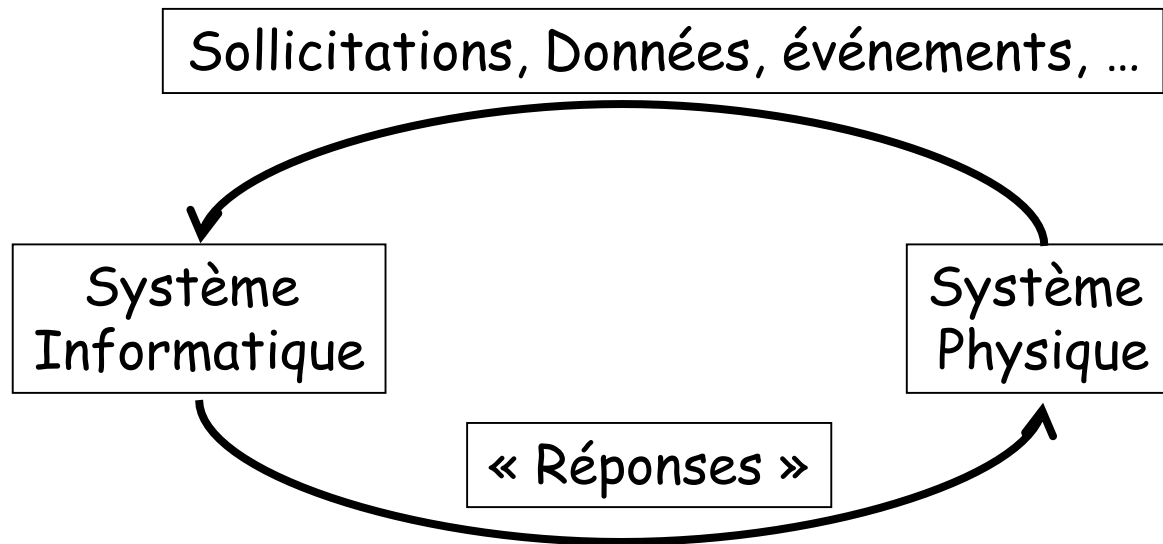 Sollicitations, Données, événements, …
Système
Informatique
Système
Physique
« Réponses »